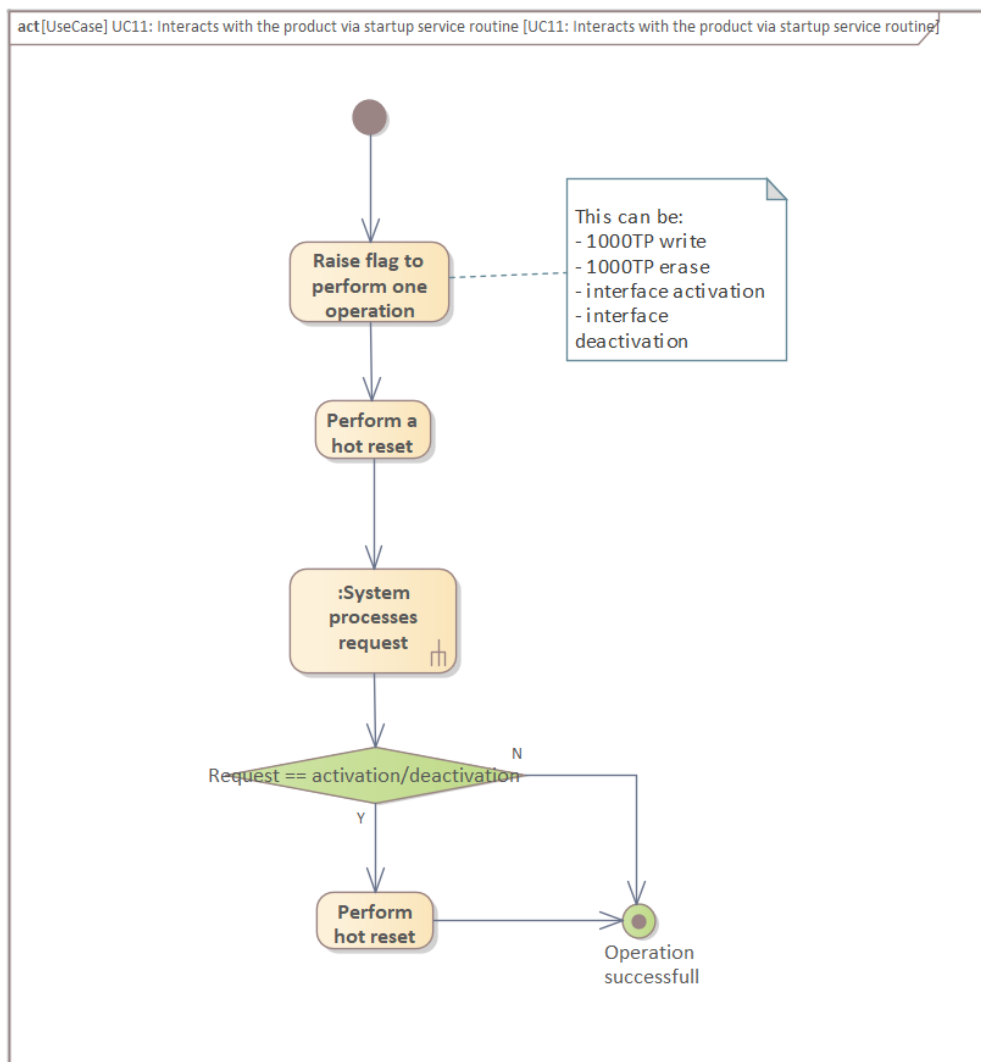 act [UseCase] UC11: Interacts with the product via startup service routine [UC11: Interacts with the product via startup service routine]
Raise flag to
perform one
operation
This can be:
- 1000TP write
- 1000TP erase
- interface activation
- interface
deactivation
Perform a
hot reset
:System
processes
request
N
Request == activation/deactivation
Y
Perform
hot reset
Operation
successfull